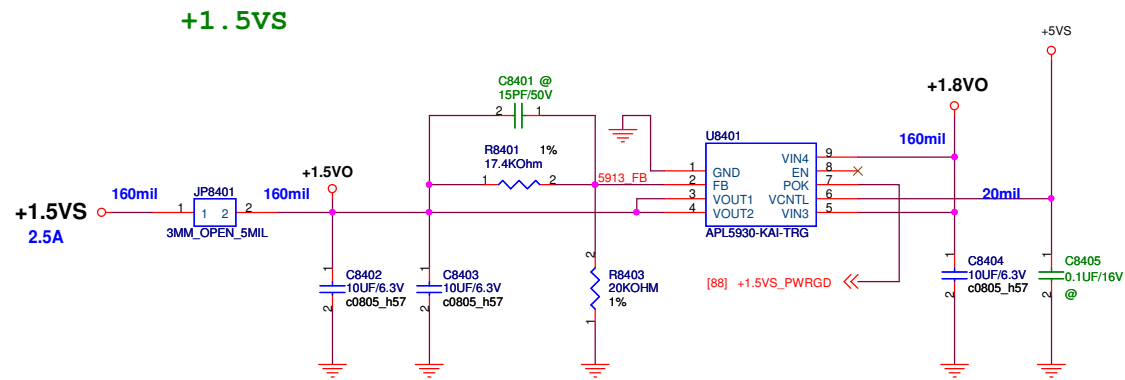 +1.5VS
+5VS
C8401 @
15PF/50V
2 1
+1.8VO
U8401
160mil
R8401 1%
17.4KOhm
1 2
5913_FB
+1.5VO
1 GND
2 FB
3 VOUT1
4 VOUT2
VIN4 9
EN 8
POK 7
VCNTL 6
VIN3 5
APL5930-KAI-TRG
20mil
160mil
JP8401
160mil
+1.5VS
1 1 2 2
2.5A
3MM_OPEN_5MIL
1
C8402
10UF/6.3V
c0805_h57
2
1
C8403
10UF/6.3V
c0805_h57
2
2
R8403
20KOHM
1%
1
[88] +1.5VS_PWRGD
1
C8404
10UF/6.3V
c0805_h57
2
1
C8405
0.1UF/16V
2
@